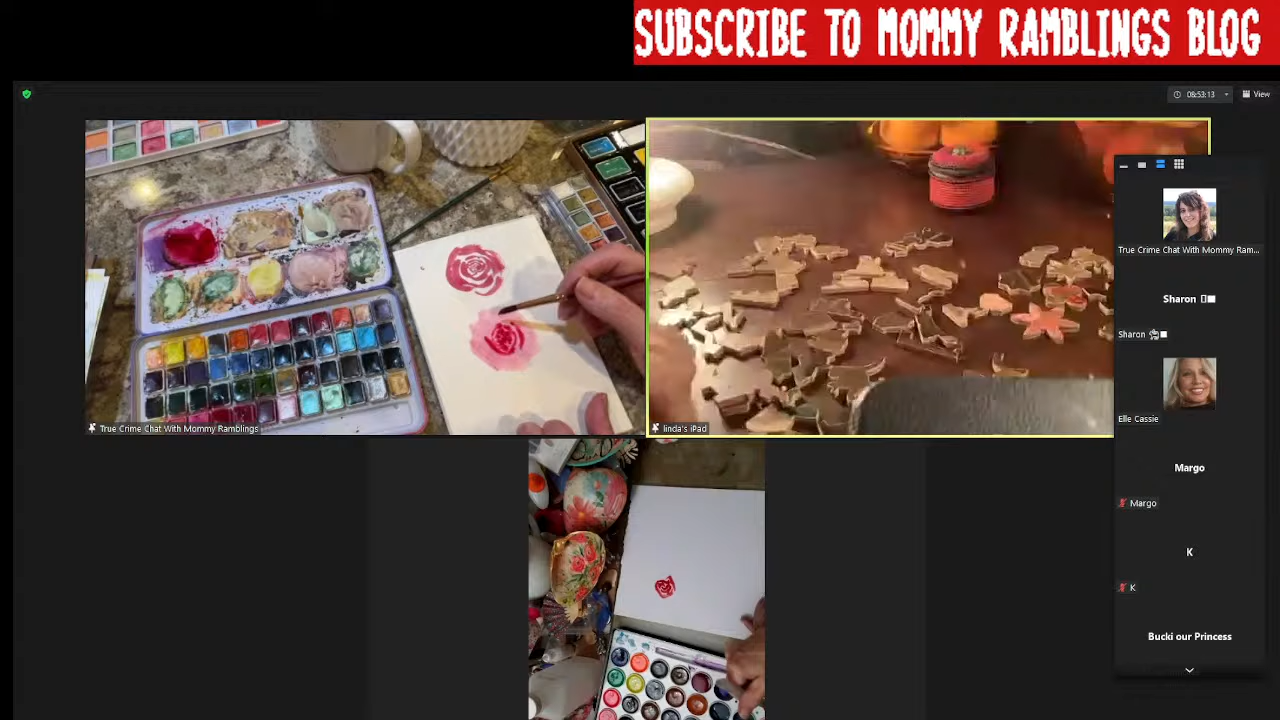 SUBSCRIBE TO MOMMY RAMBLINGS BLOG
08:53:13
View
True Crime Chat With Mommy Ramblings
linda's iPad
True Crime Chat With Mommy Ram...
Sharon
Sharon
Elle Cassie
Margo
Margo
K
K
Bucki our Princess